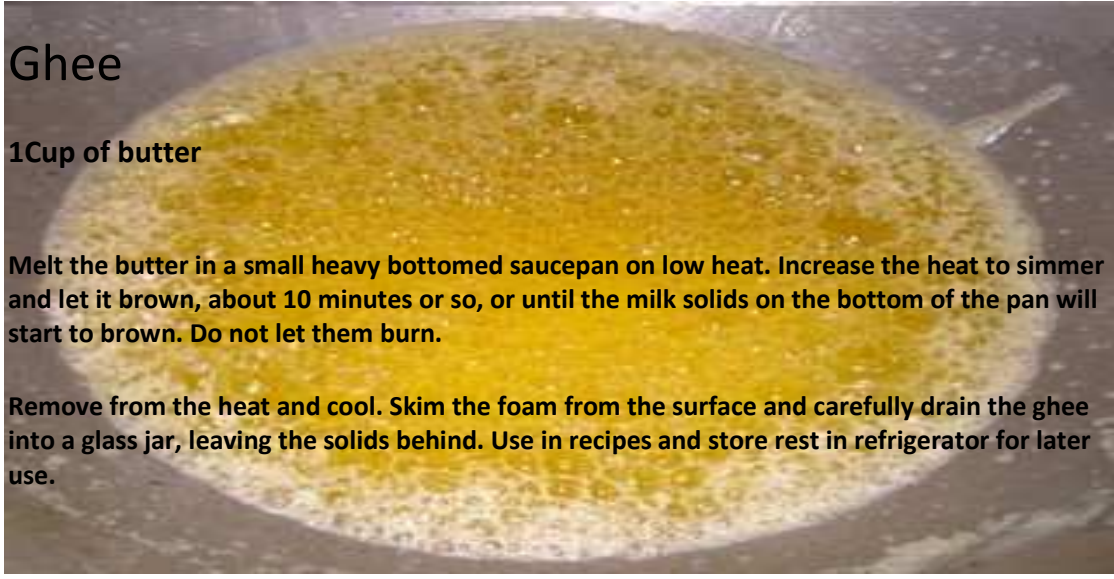 Ghee
1Cup of butter
Melt the butter in a small heavy bottomed saucepan on low heat. Increase the heat to simmer
and let it brown, about 10 minutes or so, or until the milk solids on the bottom of the pan will
start to brown. Do not let them burn.
Remove from the heat and cool. Skim the foam from the surface and carefully drain the ghee
into a glass jar, leaving the solids behind. Use in recipes and store rest in refrigerator for later
use.